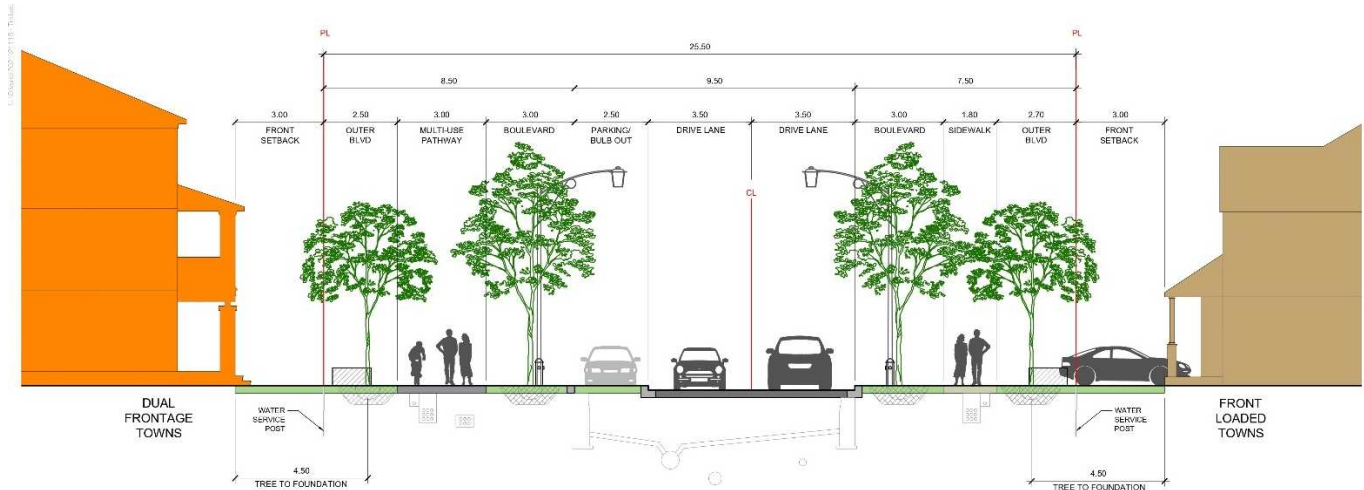 PL
PL
25.50
8.50
9.50
7.50
3.00
2.50
3.00
3.00
2.50
3.50
3.50
3.00
1.80
2.70
3.00
FRONT
SETBACK
OUTER
BLVD
MULTI-USE
PATHWAY
BOULEVARD
PARKING/
BULB OUT
DRIVE LANE
DRIVE LANE
BOULEVARD
SIDEWALK
OUTER
BLVD
FRONT
SETBACK
CL
DUAL
FRONTAGE
TOWNS
WATER
SERVICE
POST
WATER
SERVICE
POST
FRONT
LOADED
TOWNS
4.50
TREE TO FOUNDATION
4.50
TREE TO FOUNDATION